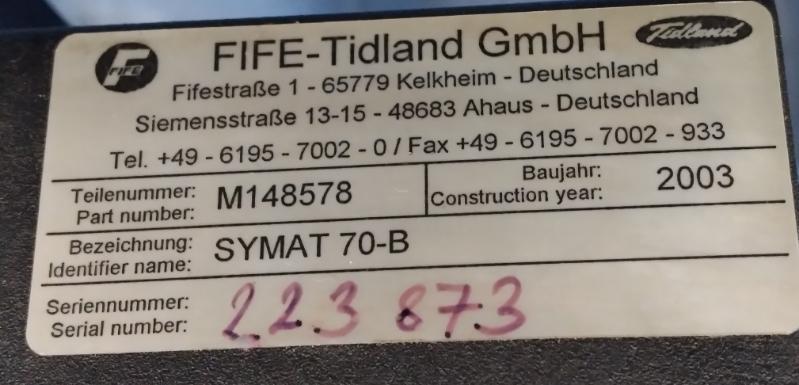 FIFE
FIFE-Tidland GmbH
Tidland
Fifestraße 1 - 65779 Kelkheim - Deutschland
Siemensstraße 13-15 - 48683 Ahaus - Deutschland
Tel. +49 - 6195 - 7002 - 0 / Fax +49 - 6195 - 7002 - 933
Teilenummer: M148578 Baujahr: 2003
Part number: Construction year:
Bezeichnung: SYMAT 70-B
Identifier name:
Seriennummer: 223 873
Serial number: